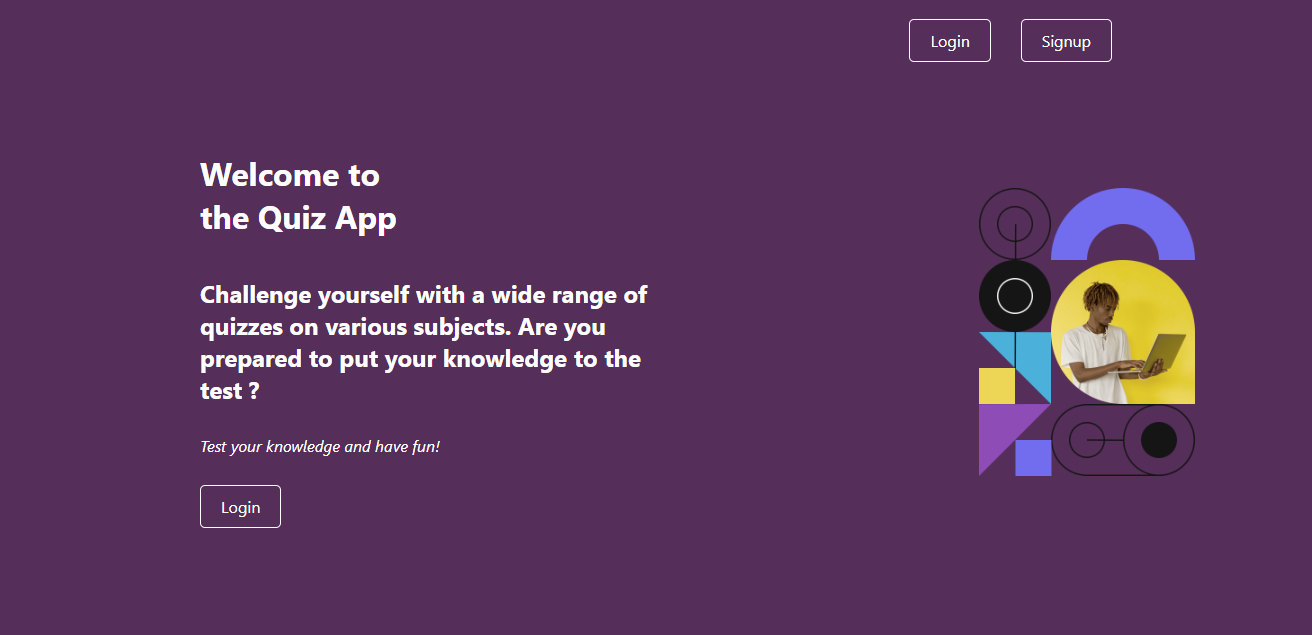 Login
Signup
Welcome to
the Quiz App
Challenge yourself with a wide range of
quizzes on various subjects. Are you
prepared to put your knowledge to the
test ?
Test your knowledge and have fun!
Login